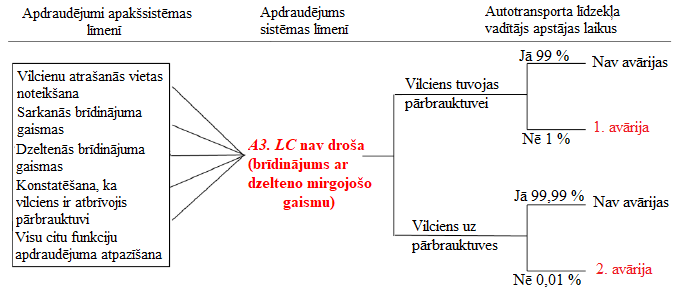 Apdraudējumi apakšsistēmas
līmenī
Apdraudējums
sistēmas līmenī
Autotransporta līdzekļa
vadītājs apstājas laikus
Vilcienu atrašanās vietas
noteikšana
Sarkanās brīdinājuma
gaismas
Dzeltenās brīdinājuma
gaismas
Konstatēšana, ka
vilciens ir atbrīvojis
pārbrauktuvi
Visu citu funkciju
apdraudējuma atpazīšana
A3. LC nav droša
(brīdinājums ar
dzelteno mirgojošo
gaismu)
Vilciens tuvojas
pārbrauktuvei
Vilciens uz
pārbrauktuves
Jā 99 %
Nav avārijas
1. avārija
Nē 1 %
Jā 99,99 %
Nav avārijas
2. avārija
Nē 0,01 %